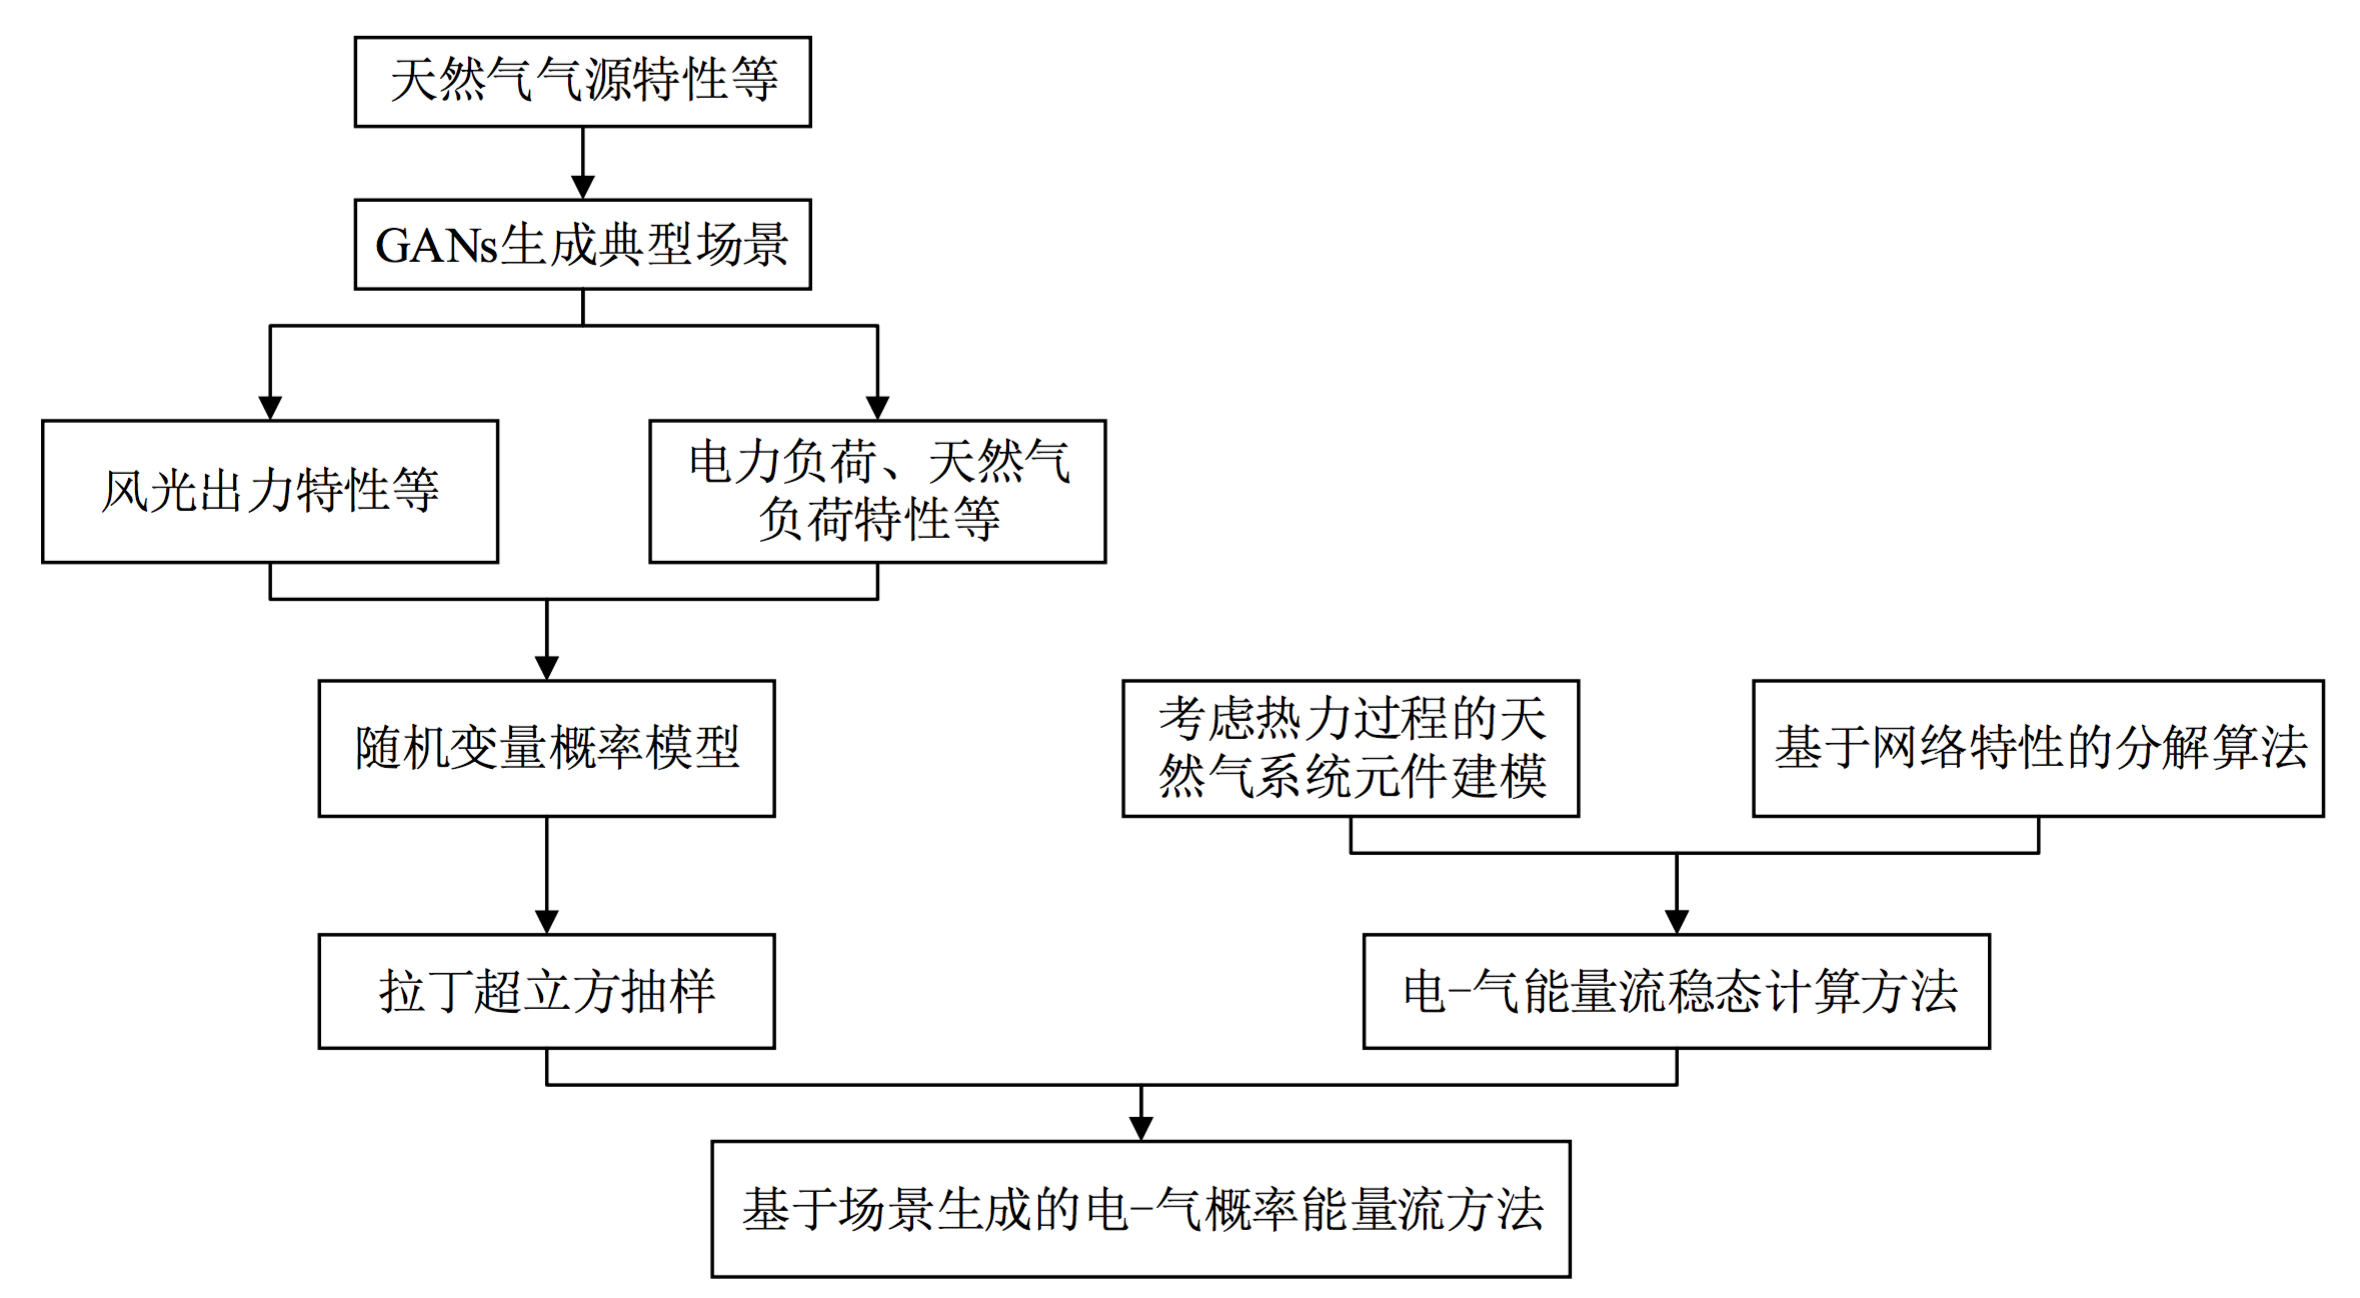 天然气气源特性等
GANs生成典型场景
风光出力特性等
电力负荷、天然气
负荷特性等
随机变量概率模型
考虑热力过程的天
然气系统元件建模
基于网络特性的分解算法
拉丁超立方抽样
电-气能量流稳态计算方法
基于场景生成的电-气概率能量流方法